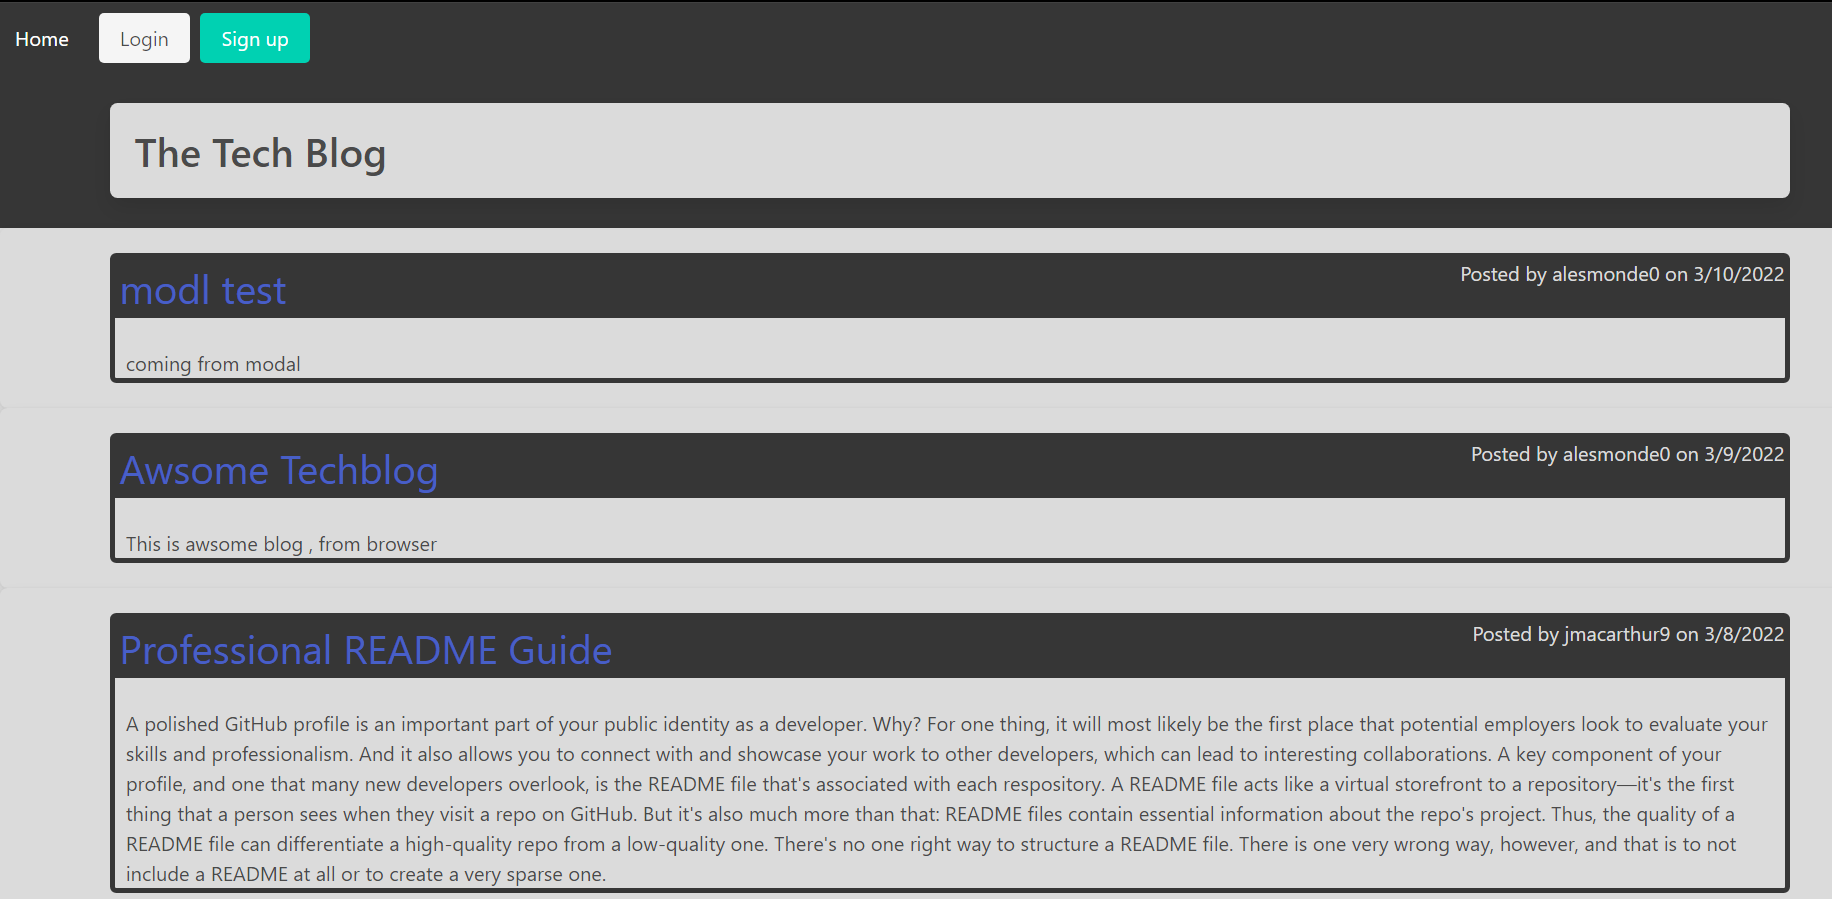 Home Login Sign up
The Tech Blog
modl test
Posted by alesmonde0 on 3/10/2022
coming from modal
Awsome Techblog
Posted by alesmonde0 on 3/9/2022
This is awsome blog , from browser
Professional README Guide
Posted by jmacarthur9 on 3/8/2022
A polished GitHub profile is an important part of your public identity as a developer. Why? For one thing, it will most likely be the first place that potential employers look to evaluate your
skills and professionalism. And it also allows you to connect with and showcase your work to other developers, which can lead to interesting collaborations. A key component of your
profile, and one that many new developers overlook, is the README file that's associated with each respository. A README file acts like a virtual storefront to a repository—it's the first
thing that a person sees when they visit a repo on GitHub. But it's also much more than that: README files contain essential information about the repo's project. Thus, the quality of a
README file can differentiate a high-quality repo from a low-quality one. There's no one right way to structure a README file. There is one very wrong way, however, and that is to not
include a README at all or to create a very sparse one.